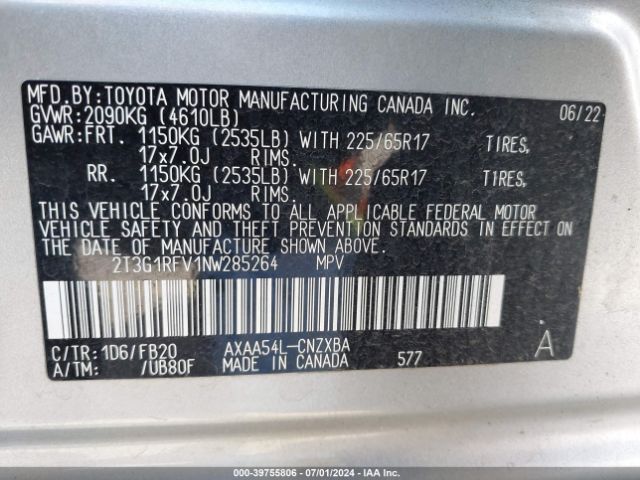 MFD.BY:TOYOTA MOTOR MANUFACTURING CANADA INC. 06/22
GVWR:2090KG (4610LB)
GAWR:FRT. 1150KG (2535LB) WITH 225/65R17 TIRES,
17x7.0J RIMS.
RR. 1150KG (2535LB) WITH 225/65R17 TIRES,
17x7.0J RIMS.
THIS VEHICLE CONFORMS TO ALL APPLICABLE FEDERAL MOTOR
VEHICLE SAFETY AND THEFT PREVENTION STANDARDS IN EFFECT ON
THE DATE OF MANUFACTURE SHOWN ABOVE.
2T3G1RFV1NW285264 MPV
C/TR:1D6/FB20 AXAA54L-CNZXBA
A/TM: /UB80F MADE IN CANADA 577 A
000-39755806 - 07/01/2024 - IAA, Inc.